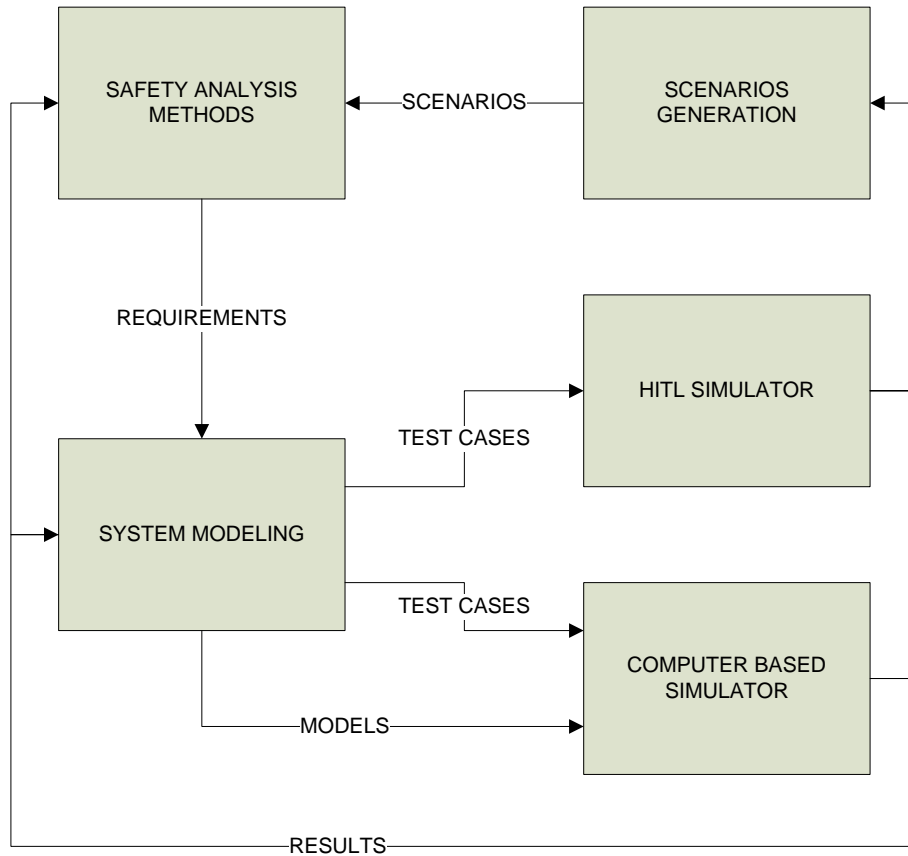 SAFETY ANALYSIS
METHODS
SCENARIOS
SCENARIOS
GENERATION
REQUIREMENTS
HITL SIMULATOR
TEST CASES
SYSTEM MODELING
TEST CASES
COMPUTER BASED
SIMULATOR
MODELS
RESULTS